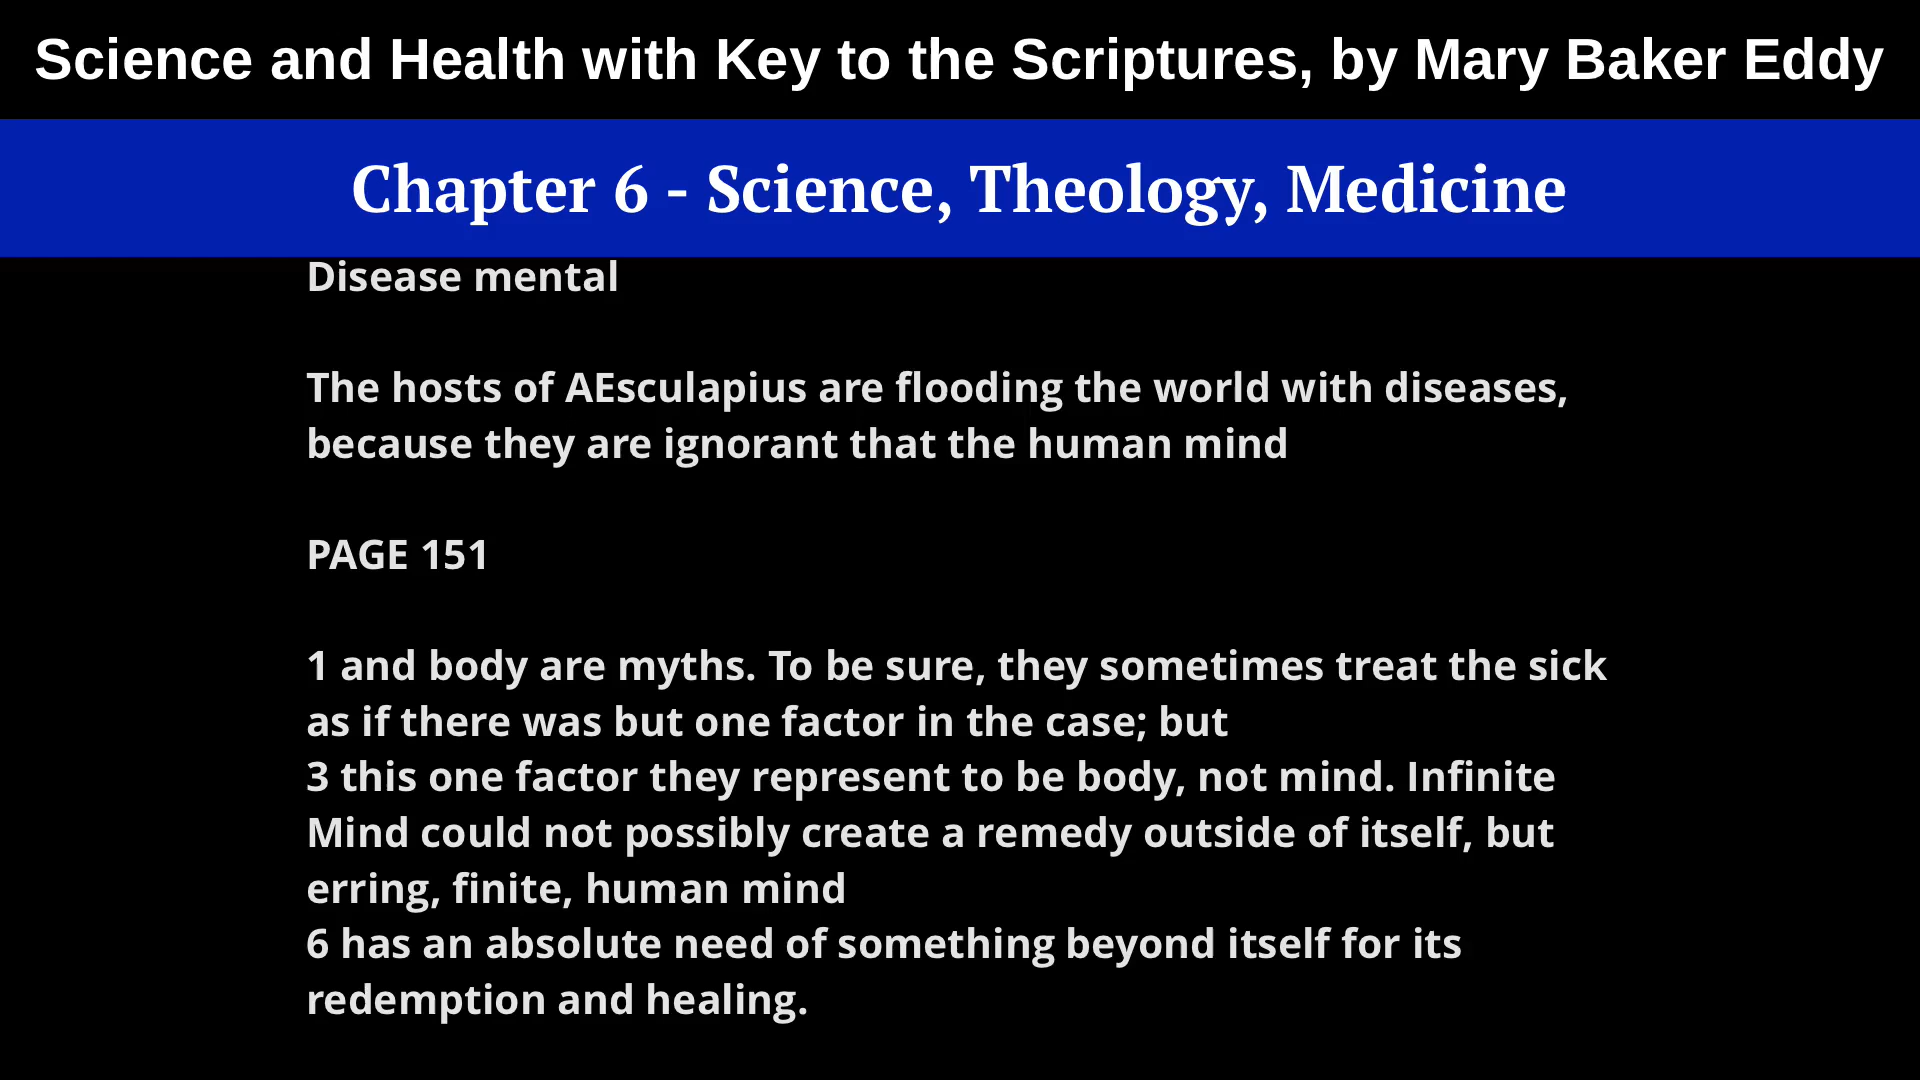 Science and Health with Key to the Scriptures, by Mary Baker Eddy
Chapter 6 - Science, Theology, Medicine
Disease mental
The hosts of AEsculapius are flooding the world with diseases,
because they are ignorant that the human mind
PAGE 151
1 and body are myths. To be sure, they sometimes treat the sick
as if there was but one factor in the case; but
3 this one factor they represent to be body, not mind. Infinite
Mind could not possibly create a remedy outside of itself, but
erring, finite, human mind
6 has an absolute need of something beyond itself for its
redemption and healing.